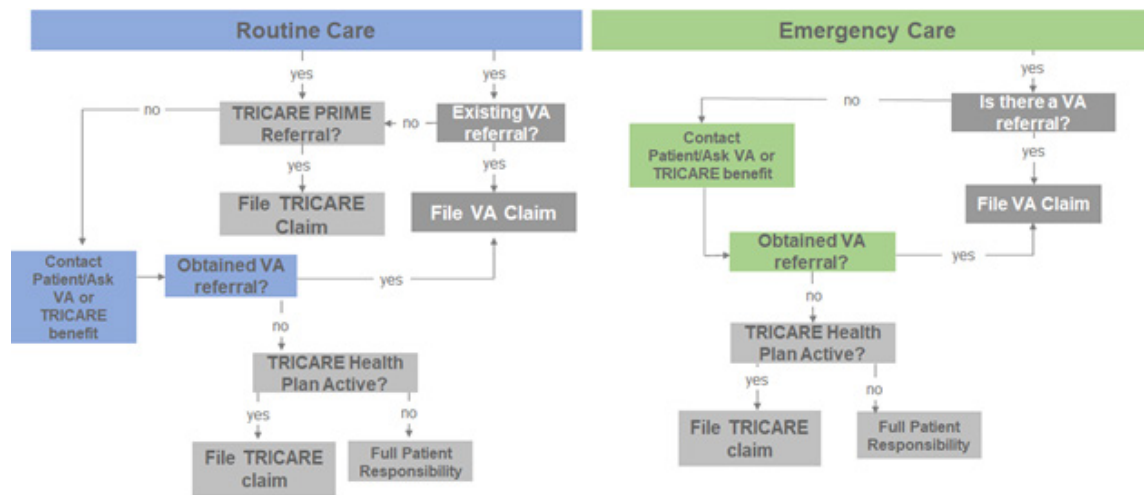 Routine Care
yes
yes
no
TRICARE PRIME
Referral?
no
Existing VA
referral?
yes
yes
File TRICARE
Claim
File VA Claim
Contact
Patient/Ask
VA or
TRICARE
benefit
Obtained VA
referral?
yes
no
TRICARE Health
Plan Active?
yes
no
File TRICARE
claim
Full Patient
Responsibility
Emergency Care
yes
no
Is there a VA
referral?
Contact
Patient/Ask VA or
TRICARE benefit
yes
File VA Claim
Obtained VA
referral?
yes
no
TRICARE Health
Plan Active?
yes
no
File TRICARE
claim
Full Patient
Responsibility